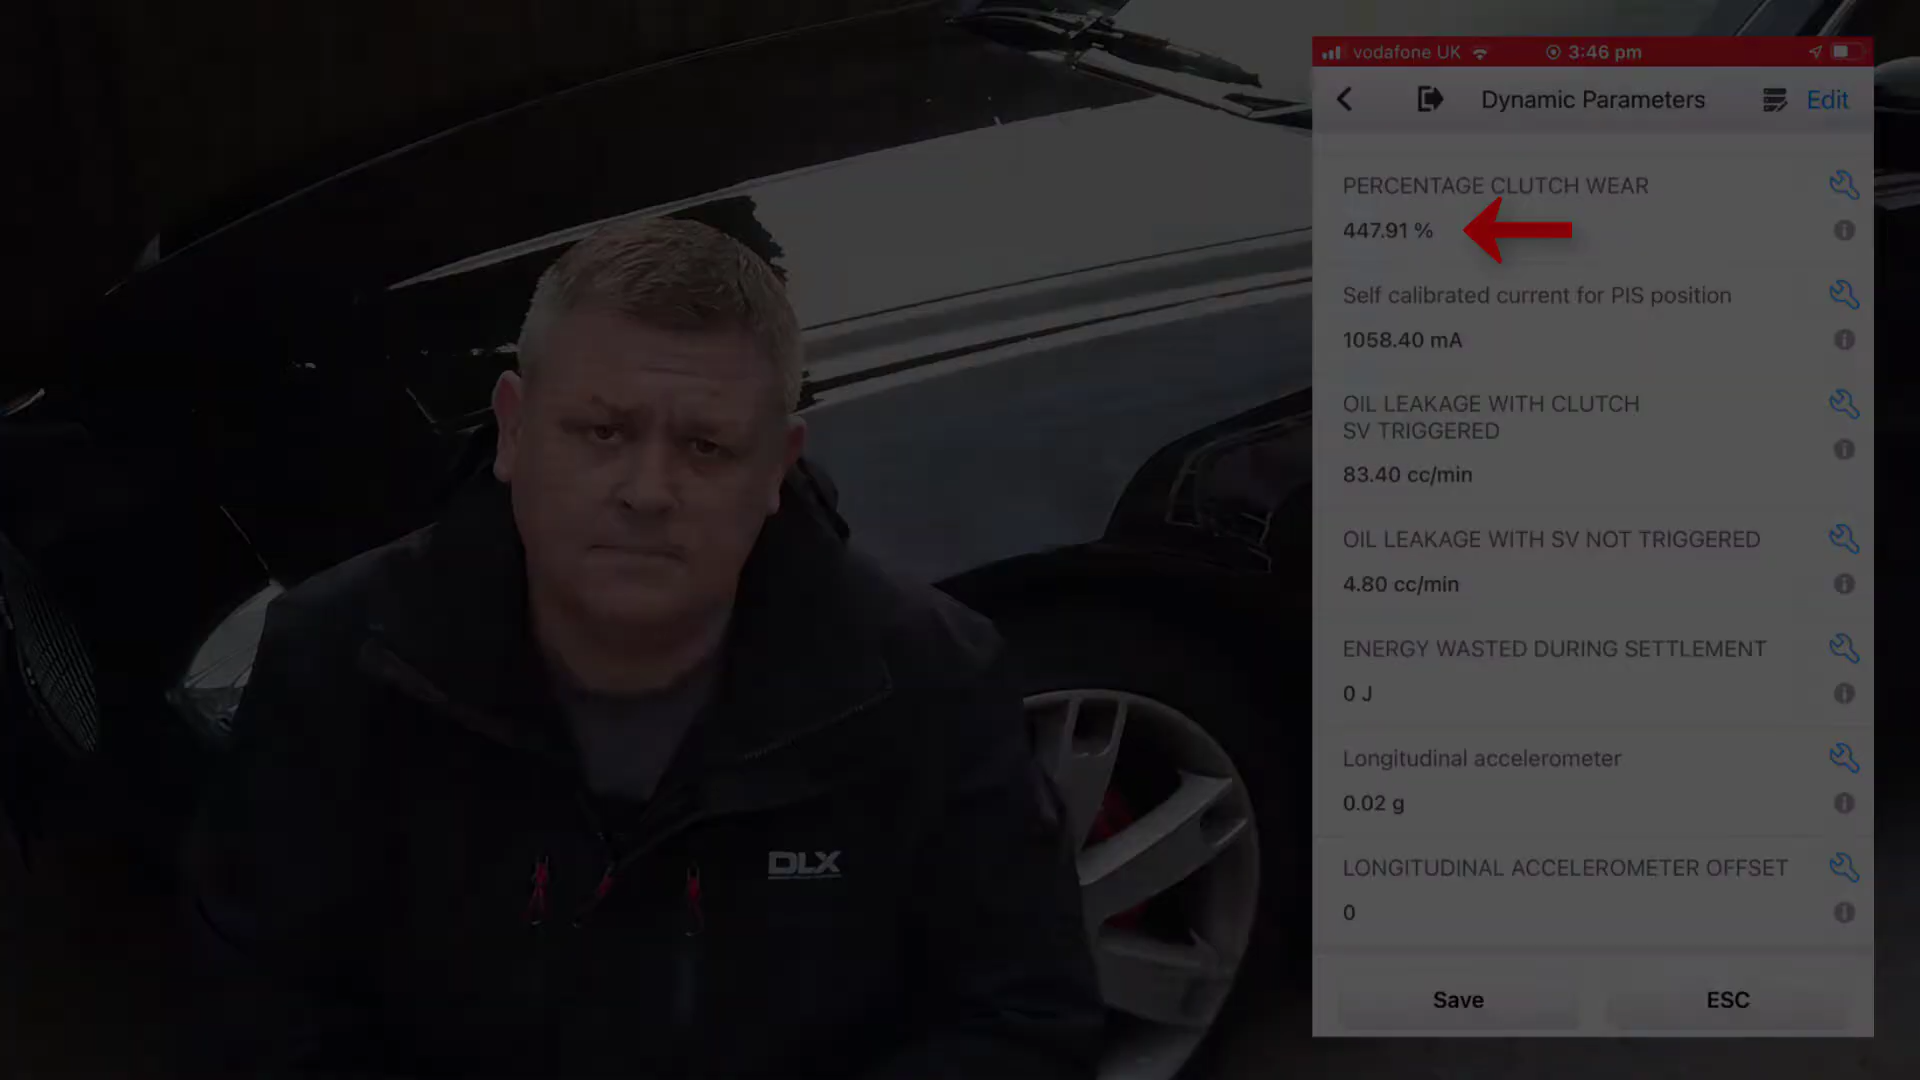 vodafone UK
3:46 pm
Dynamic Parameters
Edit
PERCENTAGE CLUTCH WEAR
447.91 %
Self calibrated current for PIS position
1058.40 mA
OIL LEAKAGE WITH CLUTCH
SV TRIGGERED
83.40 cc/min
OIL LEAKAGE WITH SV NOT TRIGGERED
4.80 cc/min
ENERGY WASTED DURING SETTLEMENT
0 J
Longitudinal accelerometer
0.02 g
LONGITUDINAL ACCELEROMETER OFFSET
0
Save
ESC
DLX